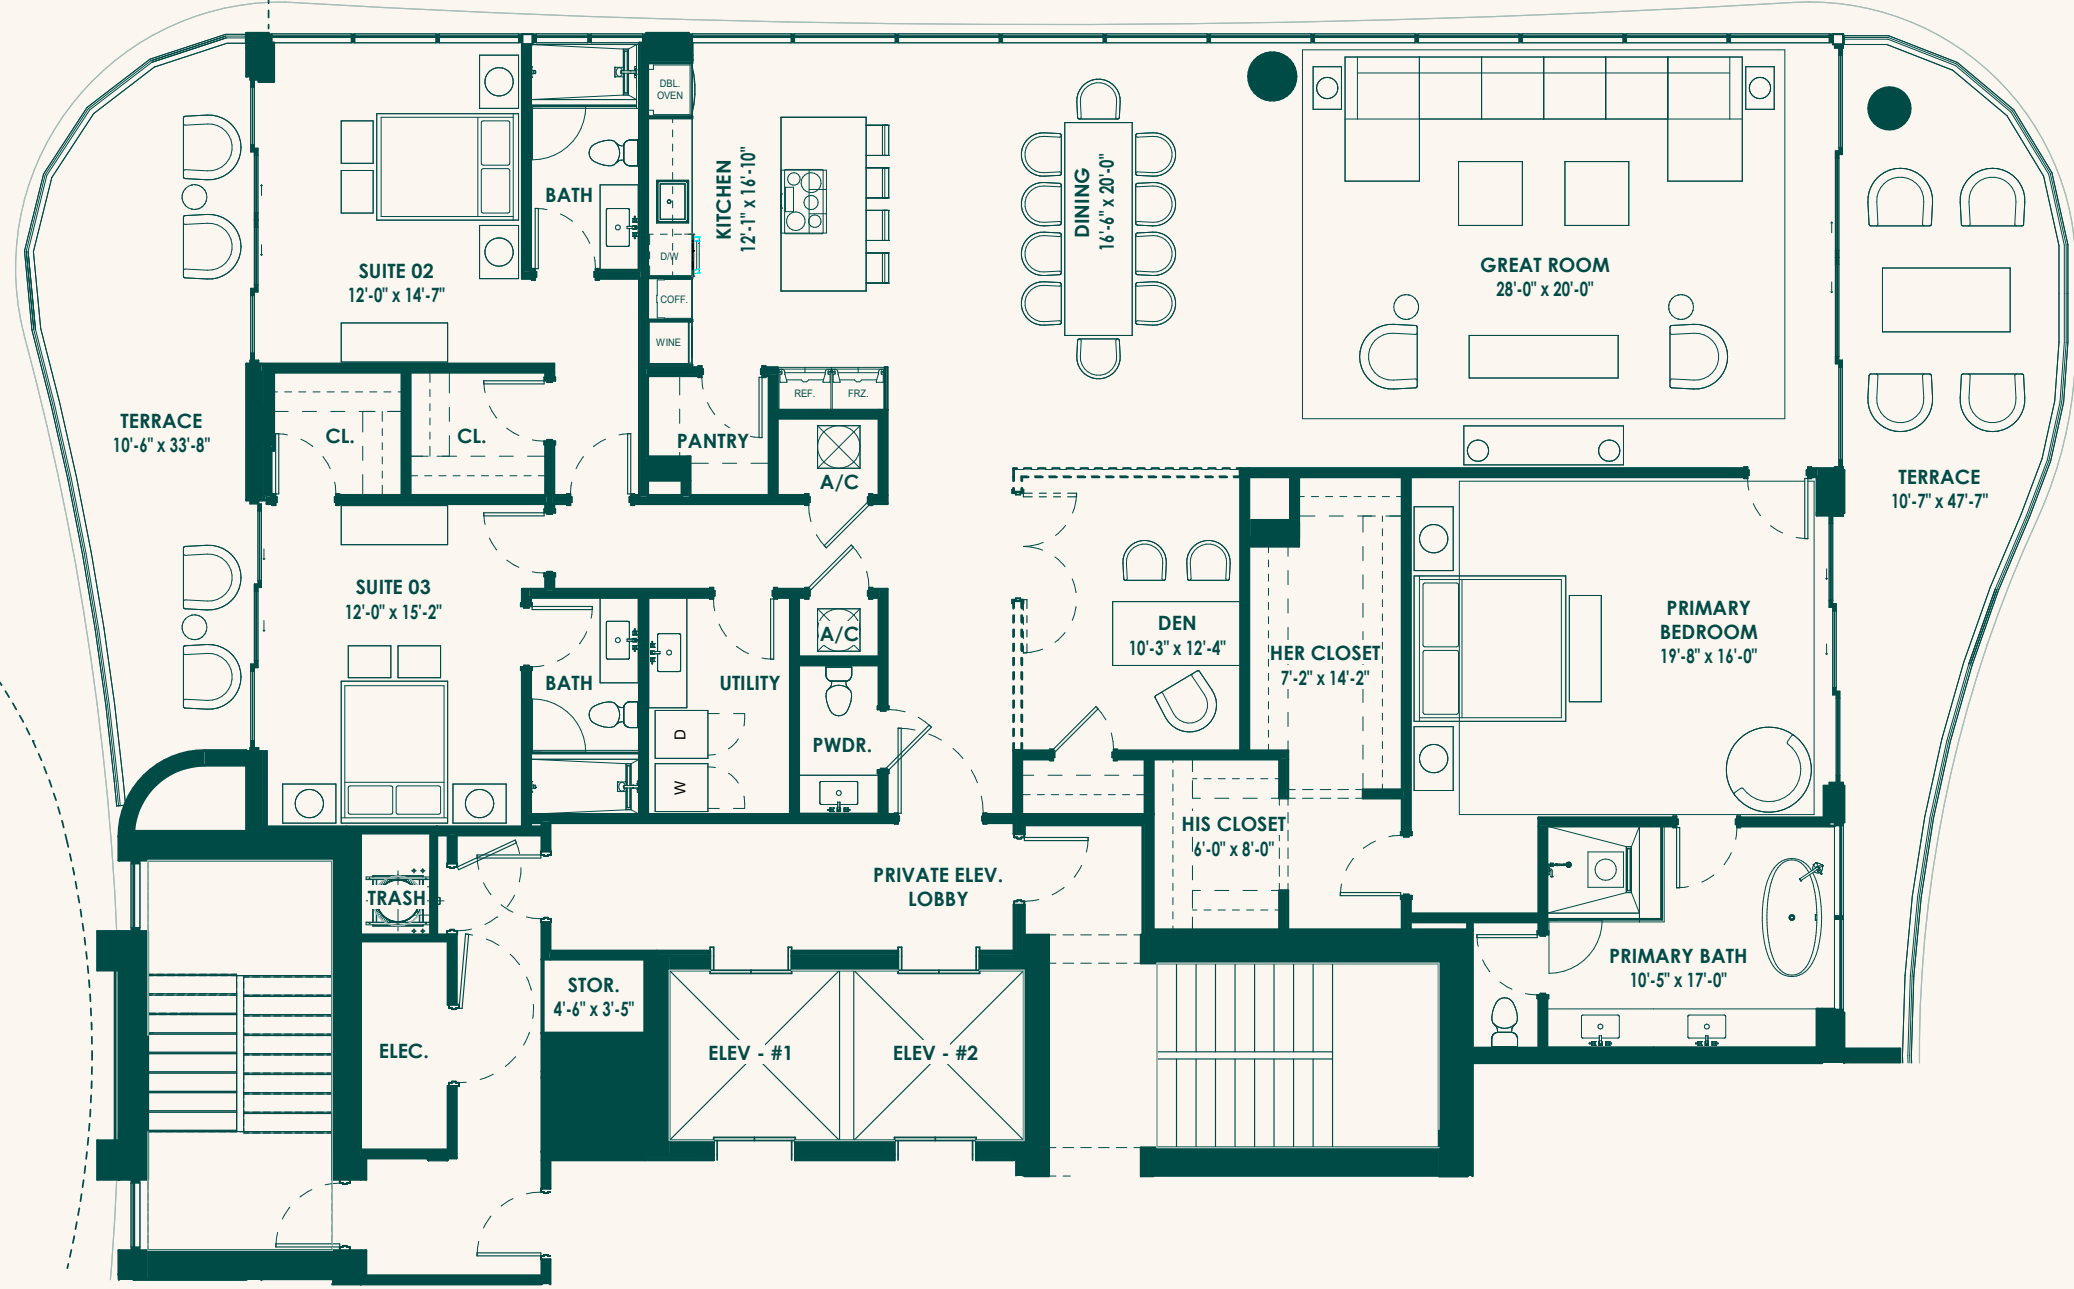 DBL.
OVEN
BATH
KITCHEN
12'-1" x 16'-10"
DINING
16'-6" x 20'-0"
SUITE 02
12'-0" x 14'-7"
D/W
COFF.
WINE
GREAT ROOM
28'-0" x 20'-0"
REF.
FRZ.
TERRACE
10'-6" x 33'-8"
CL.
CL.
PANTRY
A/C
TERRACE
10'-7" x 47'-7"
SUITE 03
12'-0" x 15'-2"
A/C
DEN
10'-3" x 12'-4"
HER CLOSET
7'-2" x 14'-2"
PRIMARY
BEDROOM
19'-8" x 16'-0"
BATH
UTILITY
D
W
PWDR.
HIS CLOSET
6'-0" x 8'-0"
PRIVATE ELEV.
LOBBY
TRASH
PRIMARY BATH
10'-5" x 17'-0"
STOR.
4'-6" x 3'-5"
ELEC.
ELEV - #1
ELEV - #2